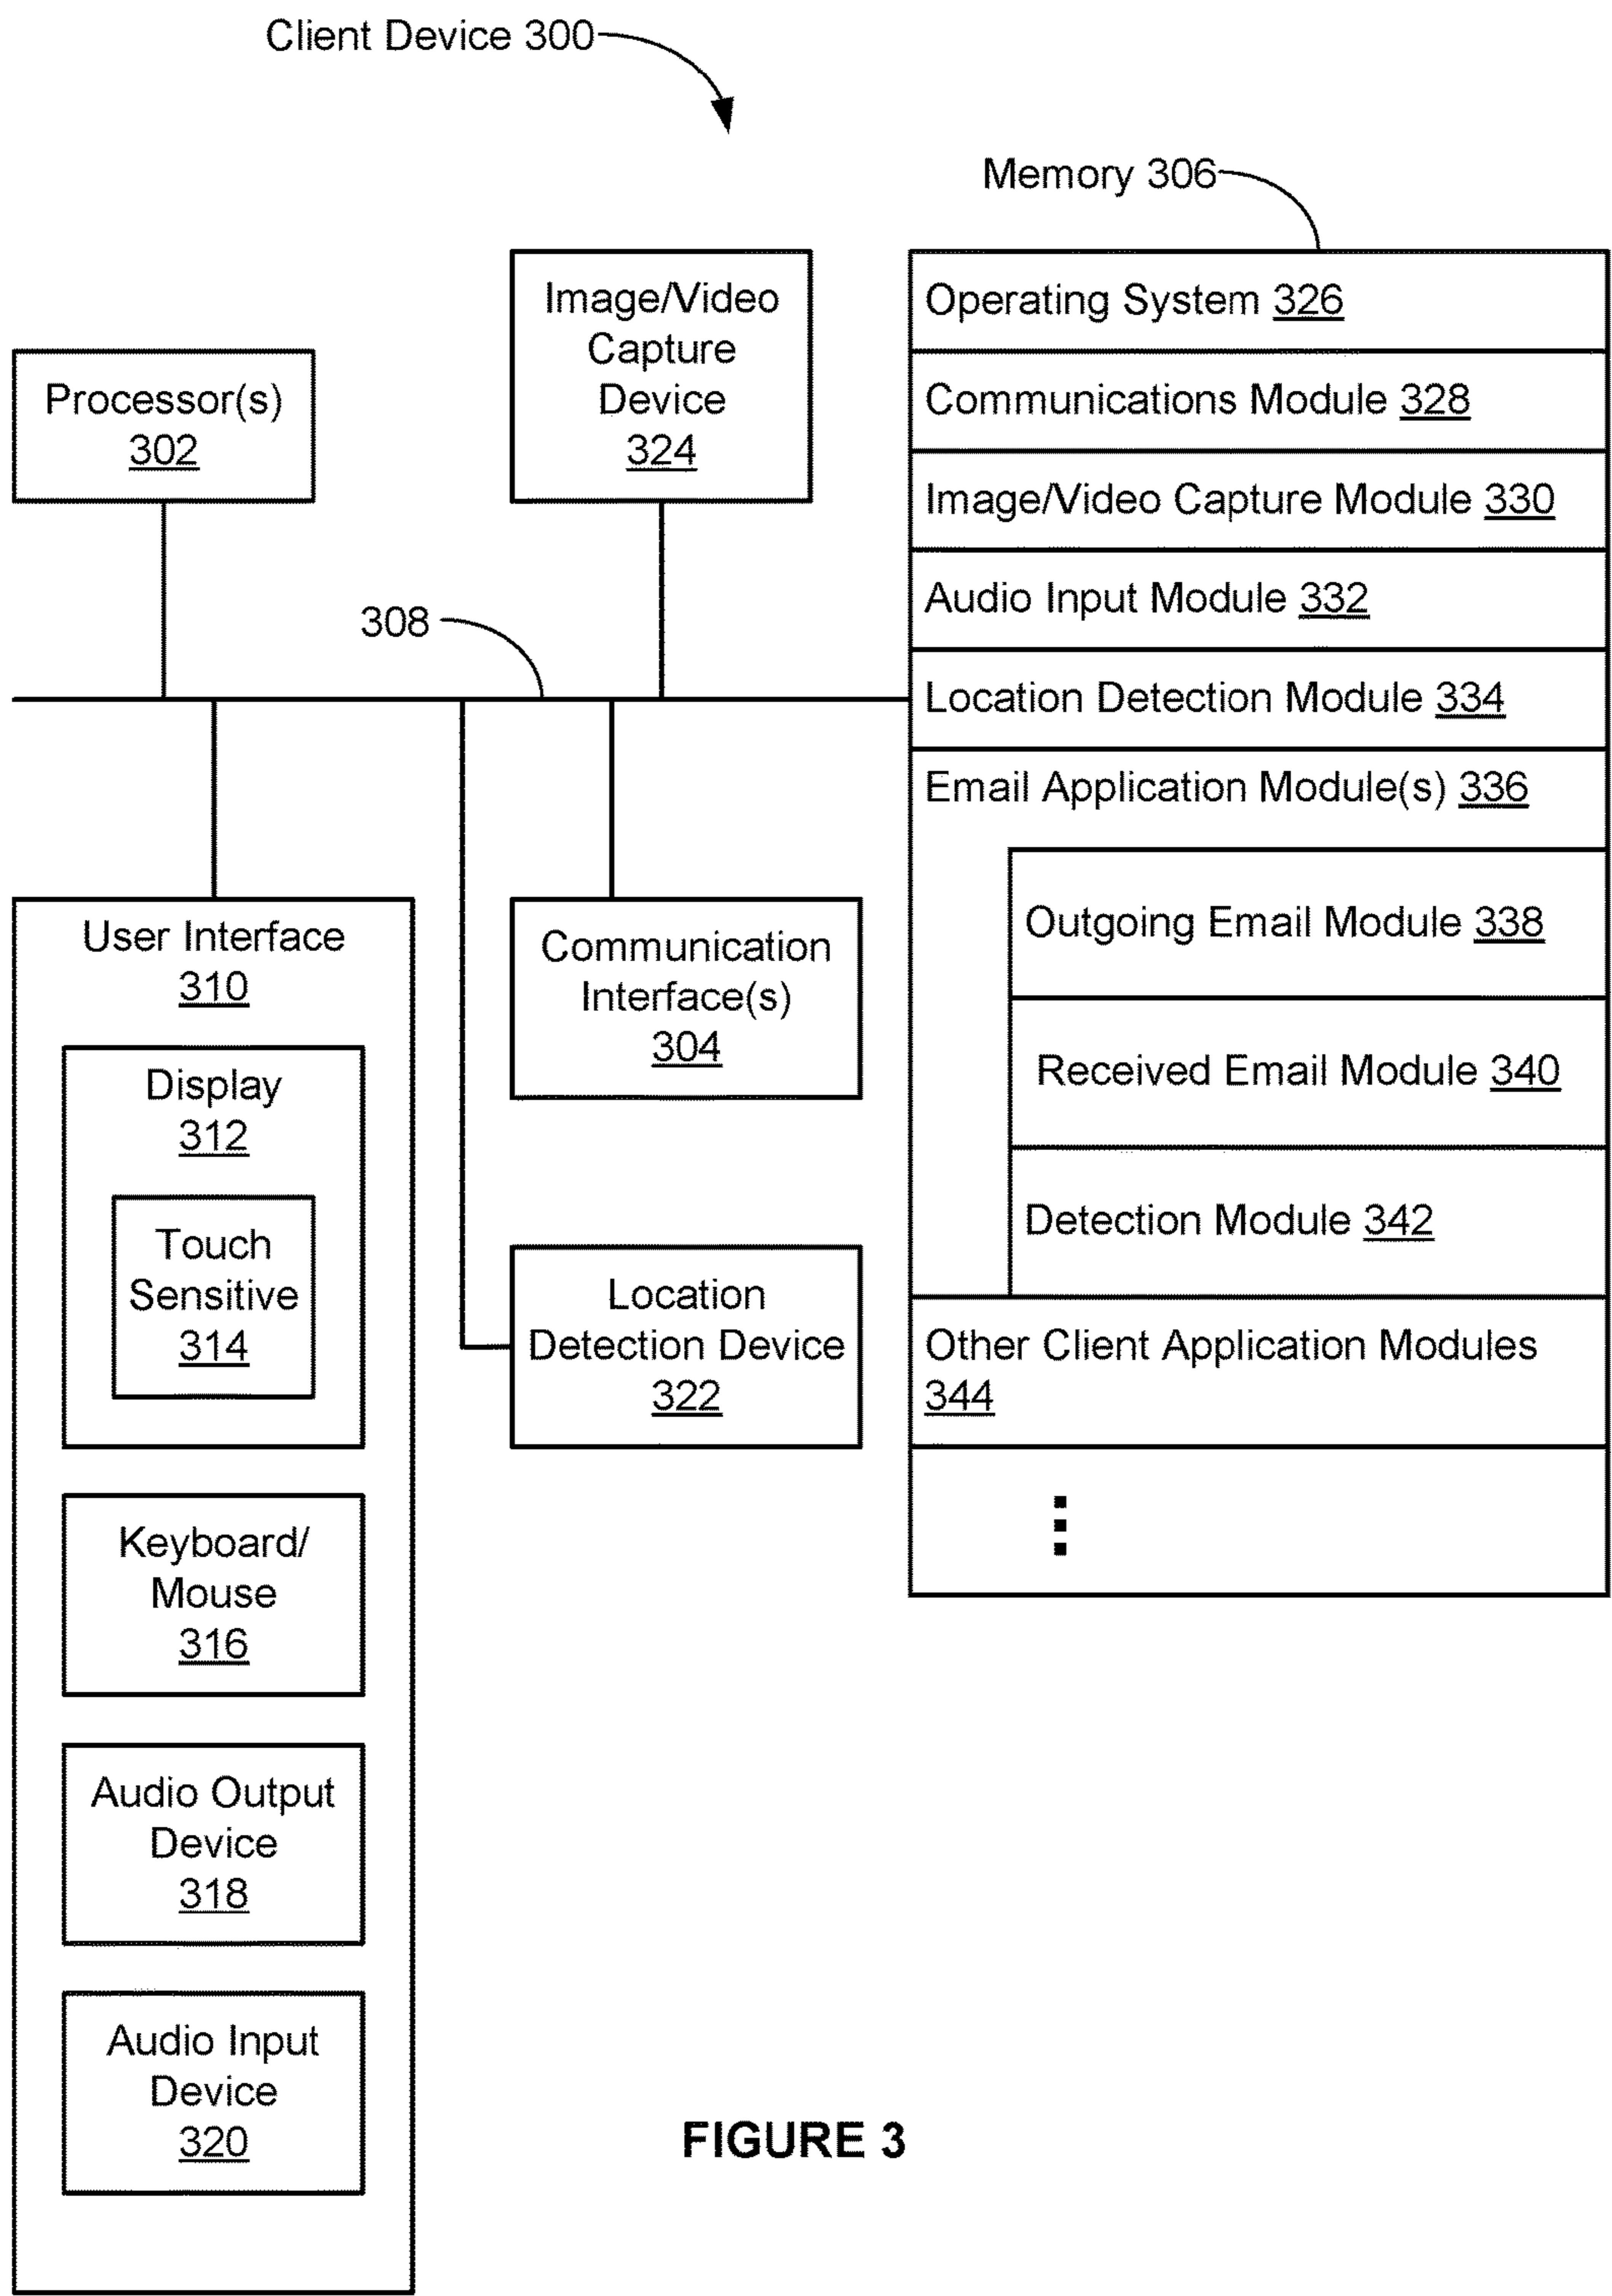 Client Device 300
Memory 306
Image/Video
Capture
Device
324
Processor(s)
302
308
User Interface
310
Display
312
Touch
Sensitive
314
Keyboard/
Mouse
316
Audio Output
Device
318
Audio Input
Device
320
Communication
Interface(s)
304
Location
Detection Device
322
Operating System 326
Communications Module 328
Image/Video Capture Module 330
Audio Input Module 332
Location Detection Module 334
Email Application Module(s) 336
Outgoing Email Module 338
Received Email Module 340
Detection Module 342
Other Client Application Modules
344
FIGURE 3